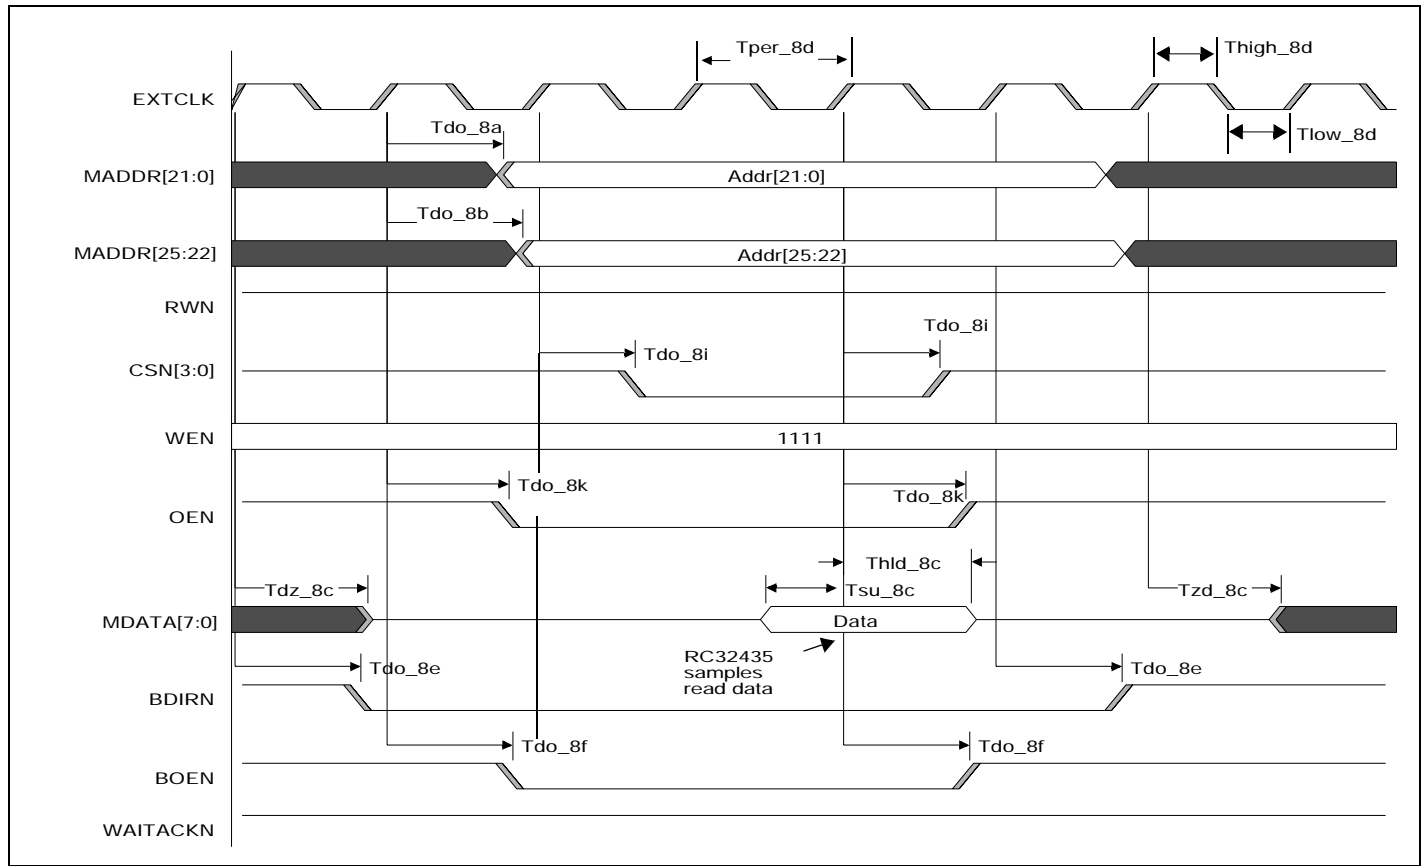 Tper_8d
Thigh_8d
EXTCLK
Tdo_8a
Tlow_8d
MADDR[21:0]
Addr[21:0]
Tdo_8b
MADDR[25:22]
Addr[25:22]
RWN
Tdo_8i
Tdo_8i
CSN[3:0]
WEN
1111
Tdo_8k
Tdo_8k
OEN
Thld_8c
Tdz_8c
Tsu_8c
Tzd_8c
MDATA[7:0]
Data
RC32435
samples
read data
Tdo_8e
Tdo_8e
BDIRN
Tdo_8f
Tdo_8f
BOEN
WAITACKN